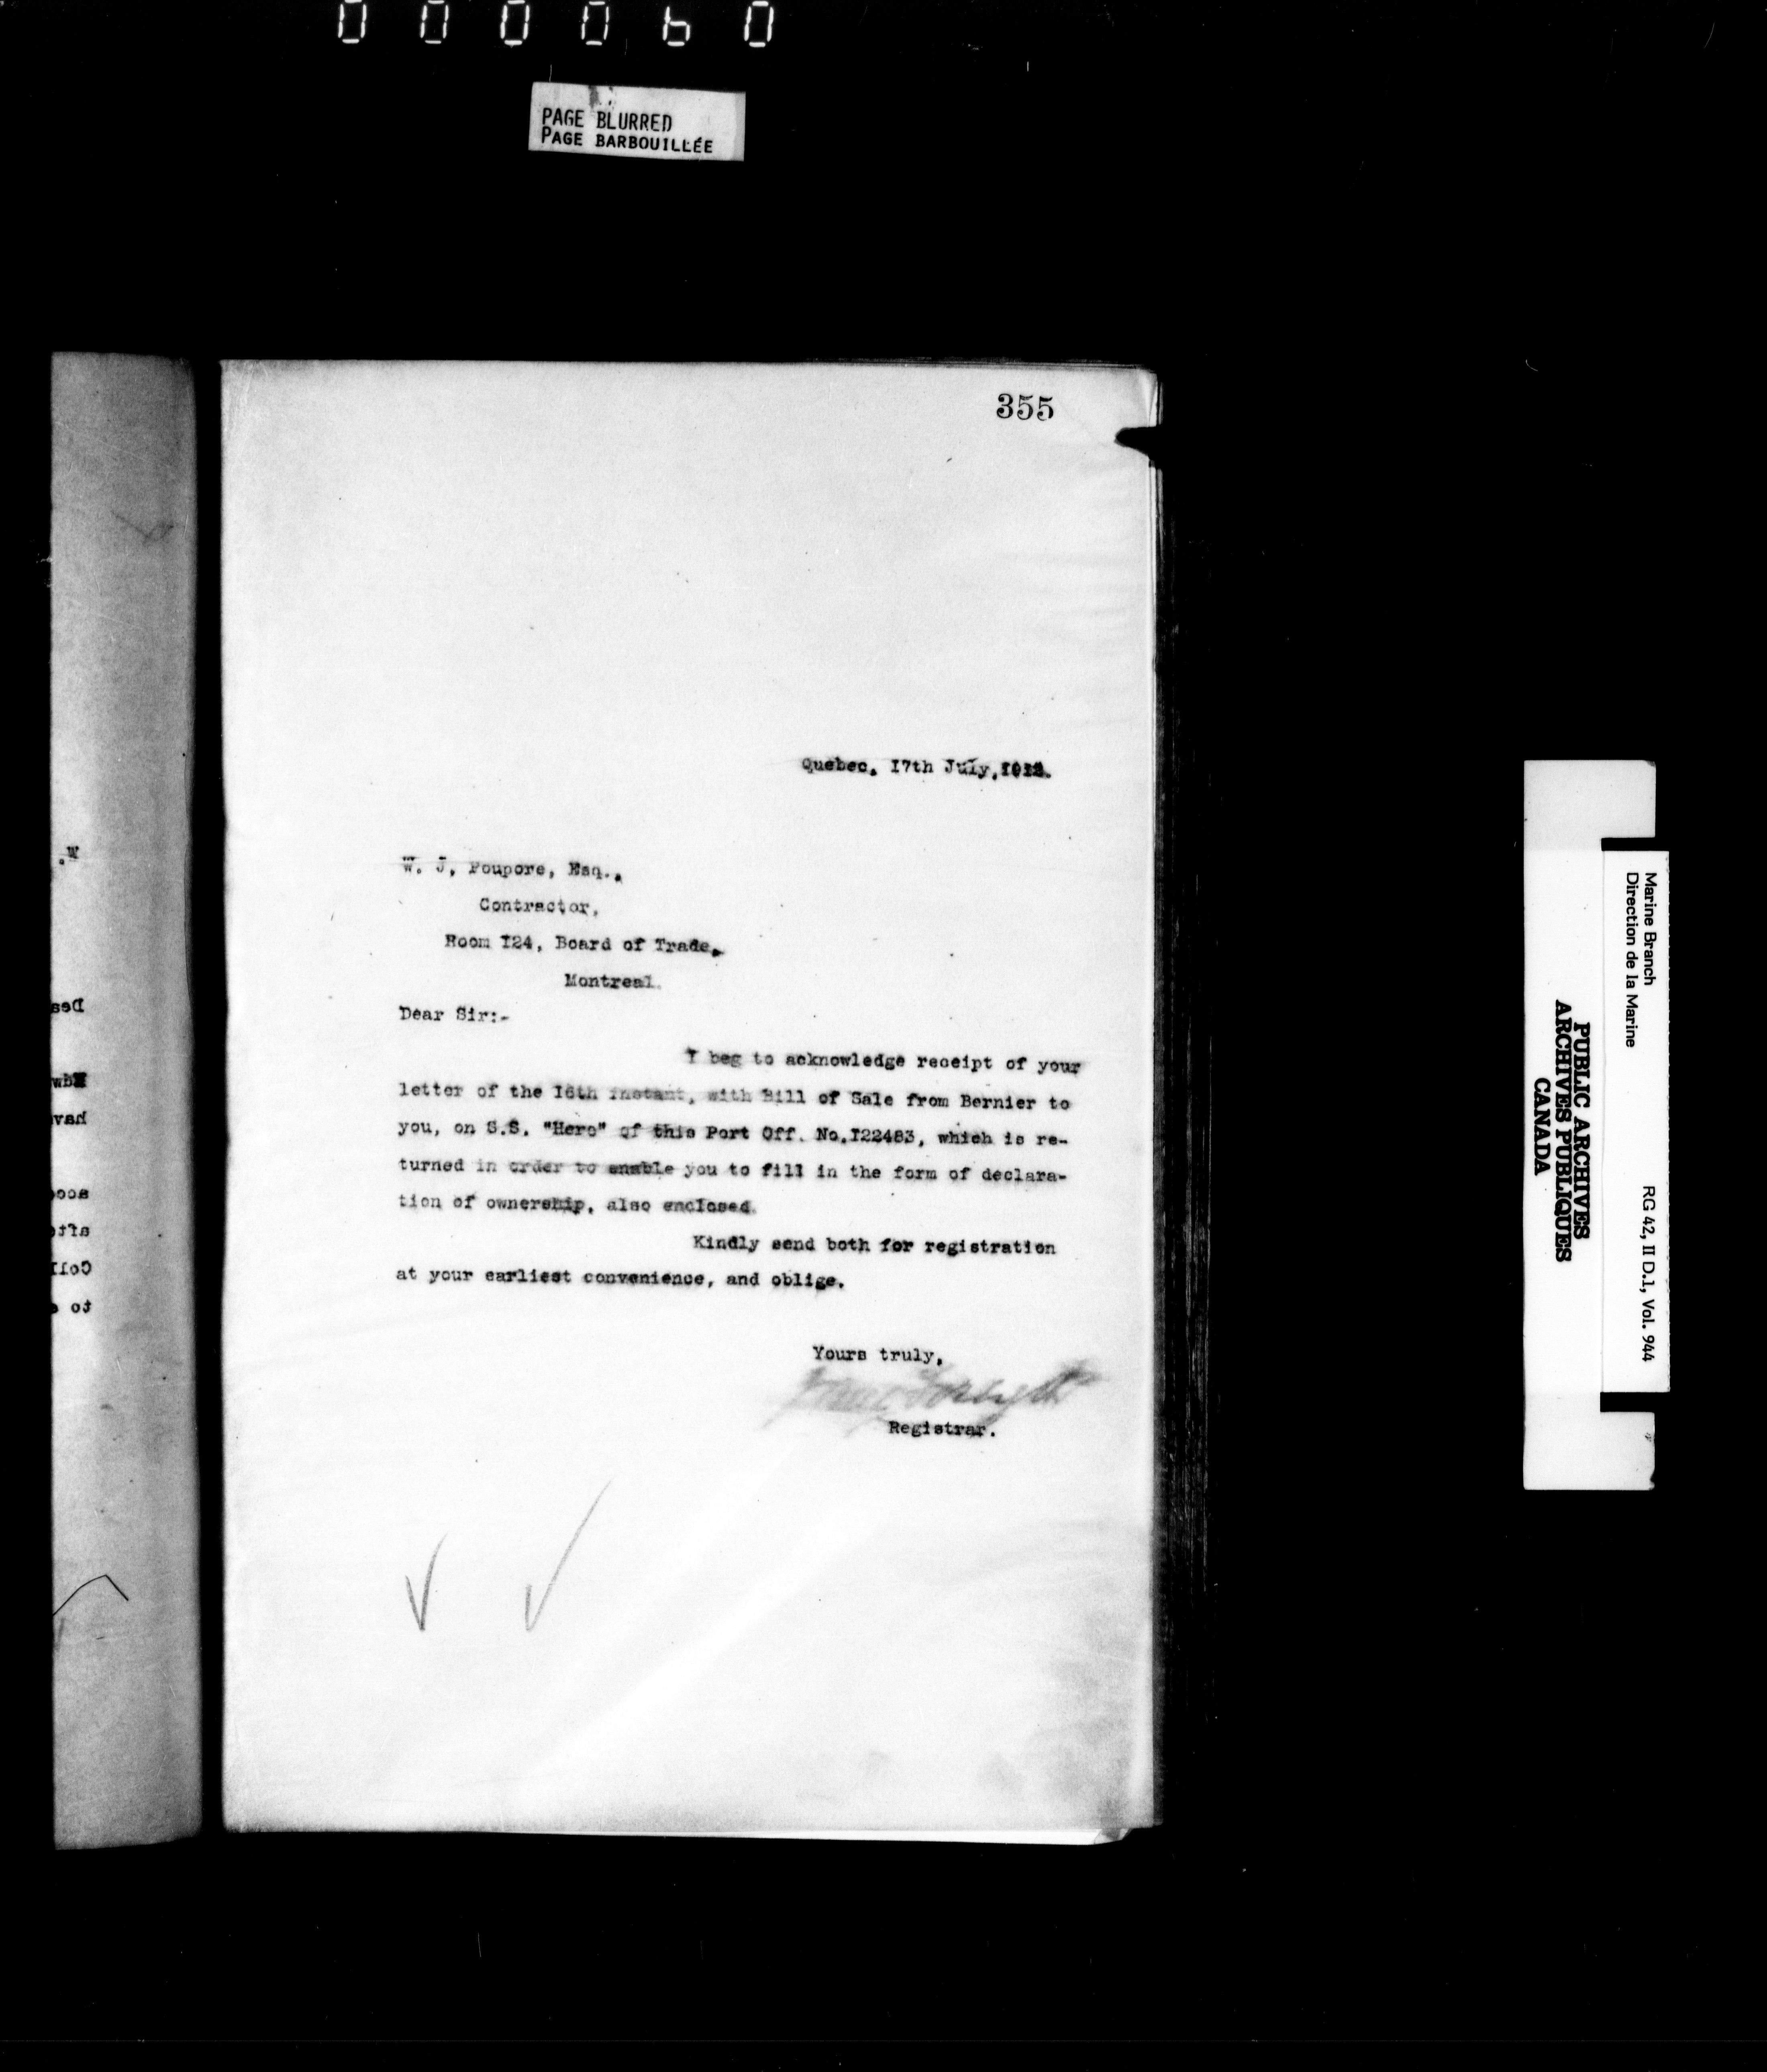 000060
PAGE BLURRED
PAGE BARBOUILLÉE
355
Quebec, I7th July,
W. J. Poupore, Esq.,
Contractor,
Room I24, Board of Trade,
Montreal.
Dear Sir:-
I beg to acknowledge receipt of your
letter of the I6th instant, with Bill of Sale from Bernier to
you, on S.S. "Hero" of this Port Off. No.I22483, which is re-
turned in order to enable you to fill in the form of declara-
tion of ownership, also enclosed.
Kindly send both for registration
at your earliest convenience, and oblige.
Yours truly,
Registrar.
Marine Branch
Direction de la Marine
RG 42, II D.1, Vol. 944
PUBLIC ARCHIVES
ARCHIVES PUBLIQUES
CANADA